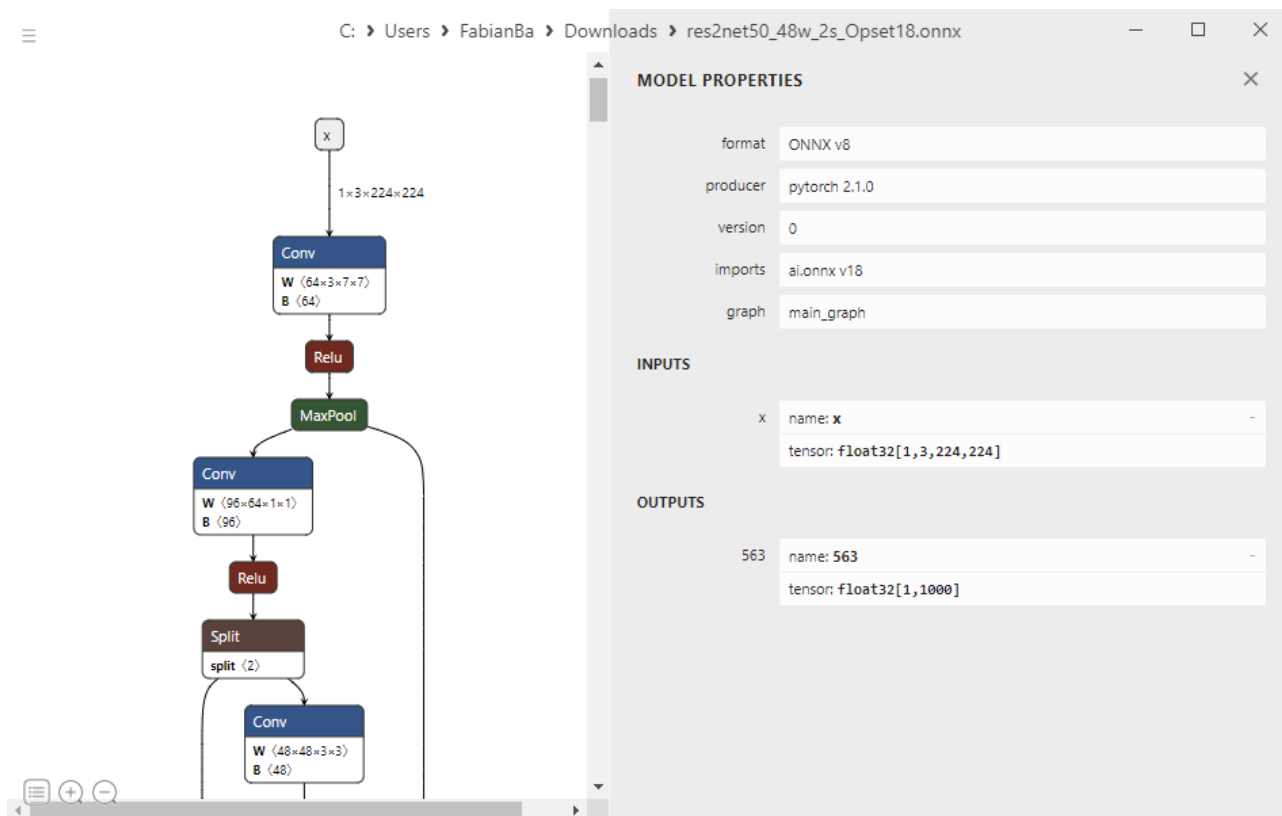 C: > Users > FabianBa > Downloads > res2net50_48w_2s_Opset18.onnx
x
1×3×224×224
Conv
W ⟨64×3×7×7⟩
B ⟨64⟩
Relu
MaxPool
Conv
W ⟨96×64×1×1⟩
B ⟨96⟩
Relu
Split
split ⟨2⟩
Conv
W ⟨48×48×3×3⟩
B ⟨48⟩
MODEL PROPERTIES
format ONNX v8
producer pytorch 2.1.0
version 0
imports ai.onnx v18
graph main_graph
INPUTS
x name: x -
tensor: float32[1,3,224,224]
OUTPUTS
563 name: 563 -
tensor: float32[1,1000]